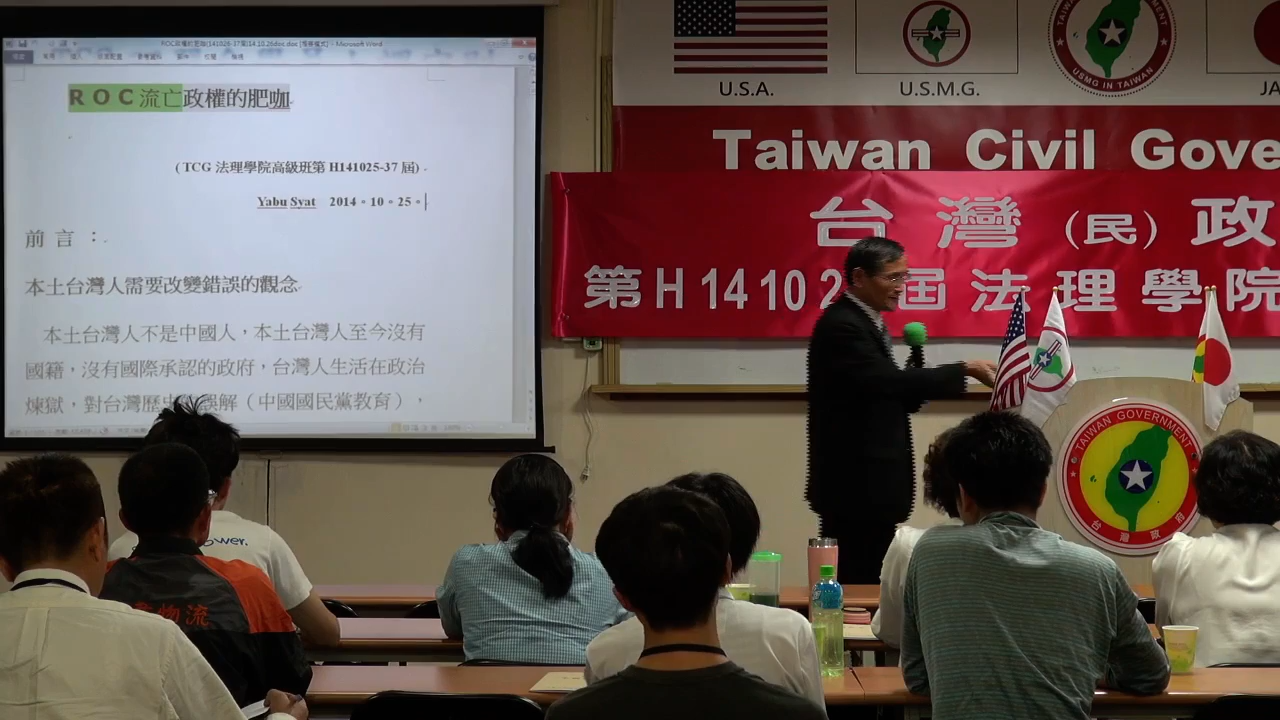 ROC流亡政權的肥咖
(TCG 法理學院高級班第 H141025-37 屆)
Yabu Syat 2014。10。25。
前言：
本土台灣人需要改變錯誤的觀念
本土台灣人不是中國人，本土台灣人至今沒有
國籍，沒有國際承認的政府，台灣人生活在政治
煉獄，對台灣歷史 誤解（中國國民黨教育），
U.S.A.
U.S.M.G.
JA
TAIWAN GOVERNMENT
USMG IN TAIWAN
Taiwan Civil Gove
台灣（民）政
第H14102 屆法理學院
TAIWAN GOVERNMENT
台灣政府
ower.
物流